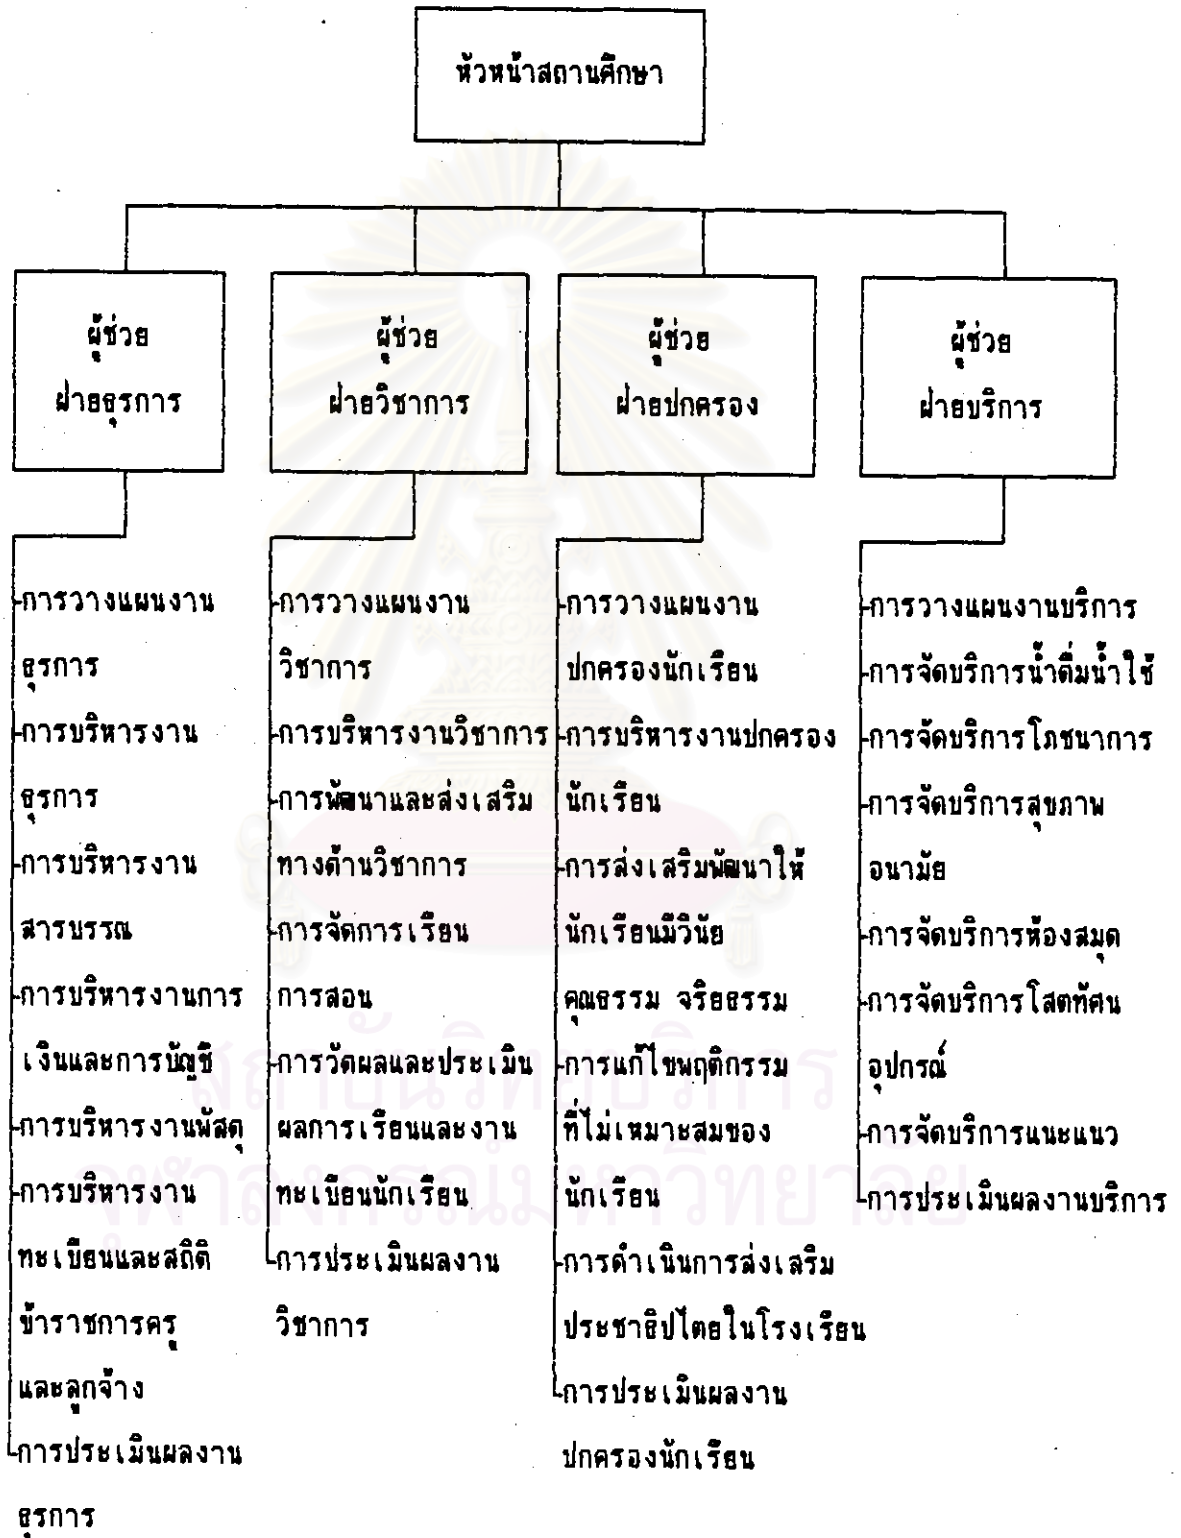 หัวหน้าสถานศึกษา
ผู้ช่วย
ฝ่ายธุรการ
ผู้ช่วย
ฝ่ายวิชาการ
ผู้ช่วย
ฝ่ายปกครอง
ผู้ช่วย
ฝ่ายบริการ
-การวางแผนงาน
ธุรการ
-การบริหารงาน
ธุรการ
-การบริหารงาน
สารบรรณ
-การบริหารงานการ
เงินและการบัญชี
-การบริหารงานพัสดุ
-การบริหารงาน
ทะเบียนและสถิติ
ข้าราชการครู
และลูกจ้าง
-การประเมินผลงาน
ธุรการ
-การวางแผนงาน
วิชาการ
-การบริหารงานวิชาการ
-การพัฒนาและส่งเสริม
ทางด้านวิชาการ
-การจัดการเรียน
การสอน
-การวัดผลและประเมิน
ผลการเรียนและงาน
ทะเบียนนักเรียน
-การประเมินผลงาน
วิชาการ
-การวางแผนงาน
ปกครองนักเรียน
-การบริหารงานปกครอง
นักเรียน
-การส่งเสริมพัฒนาให้
นักเรียนมีวินัย
คุณธรรม จริยธรรม
-การแก้ไขพฤติกรรม
ที่ไม่เหมาะสมของ
นักเรียน
-การดำเนินการส่งเสริม
ประชาธิปไตยในโรงเรียน
-การประเมินผลงาน
ปกครองนักเรียน
-การวางแผนงานบริการ
-การจัดบริการน้ำดื่มน้ำใช้
-การจัดบริการโภชนาการ
-การจัดบริการสุขภาพ
อนามัย
-การจัดบริการห้องสมุด
-การจัดบริการโสตทัศน
อุปกรณ์
-การจัดบริการแนะแนว
-การประเมินผลงานบริการ
สถาบันวิทยบริการ
จุฬาลงกรณ์มหาวิทยาลัย